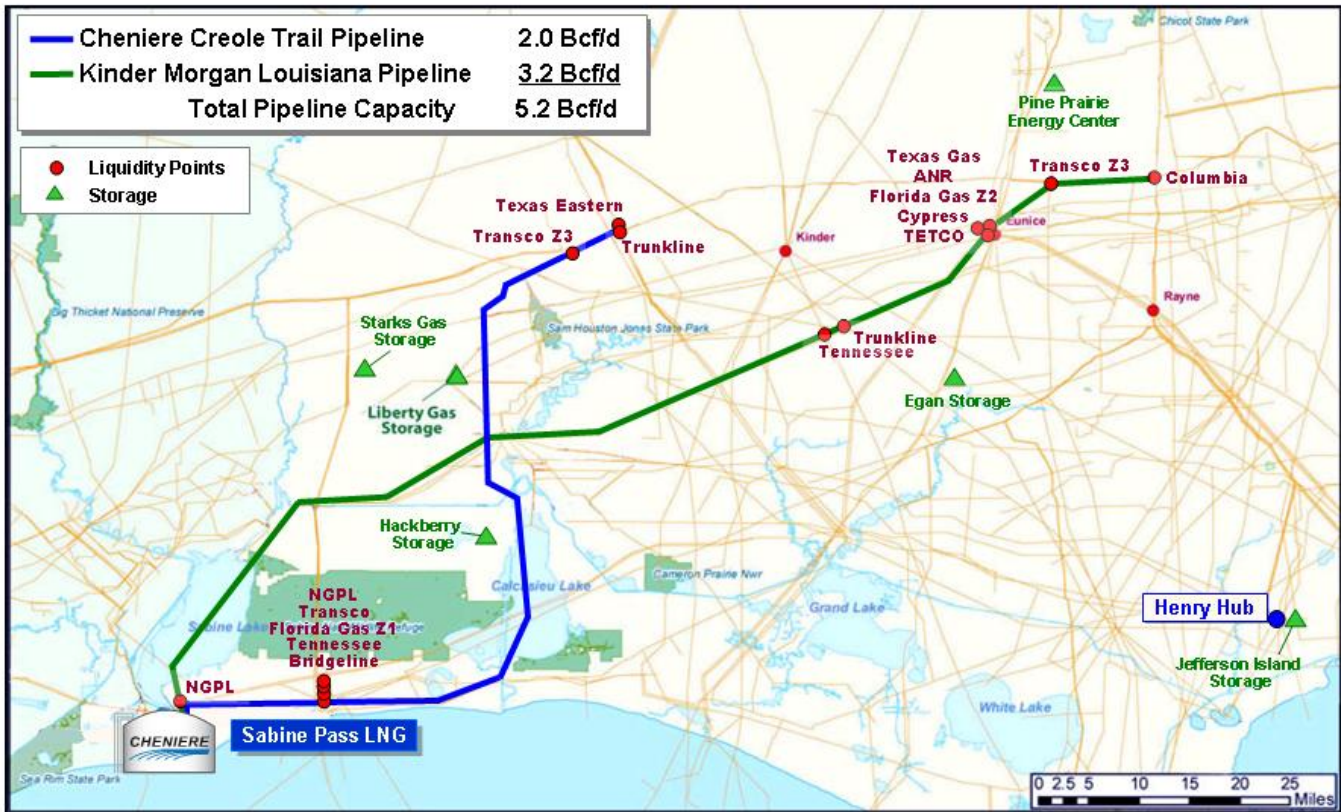 Cheniere Creole Trail Pipeline 2.0 Bcf/d
Kinder Morgan Louisiana Pipeline 3.2 Bcf/d
Total Pipeline Capacity 5.2 Bcf/d
Liquidity Points
Storage
Chicot State Park
Pine Prairie
Energy Center
Texas Gas
ANR
Florida Gas Z2
Cypress
TETCO
Transco Z3
Columbia
Eunice
Texas Eastern
Transco Z3
Trunkline
Kinder
Big Thicket National Preserve
Rayne
Sam Houston Jones State Park
Starks Gas
Storage
Trunkline
Tennessee
Liberty Gas
Storage
Egan Storage
Hackberry
Storage
Calcasieu Lake
Cameron Prairie Nwr
Grand Lake
Henry Hub
NGPL
Transco
Sabine Lake
Florida Gas Z1
Tennessee
Bridgeline
Jefferson Island
Storage
NGPL
White Lake
Sabine Pass LNG
CHENIERE
Sea Rim State Park
0 2.5 5 10 15 20 25
Miles